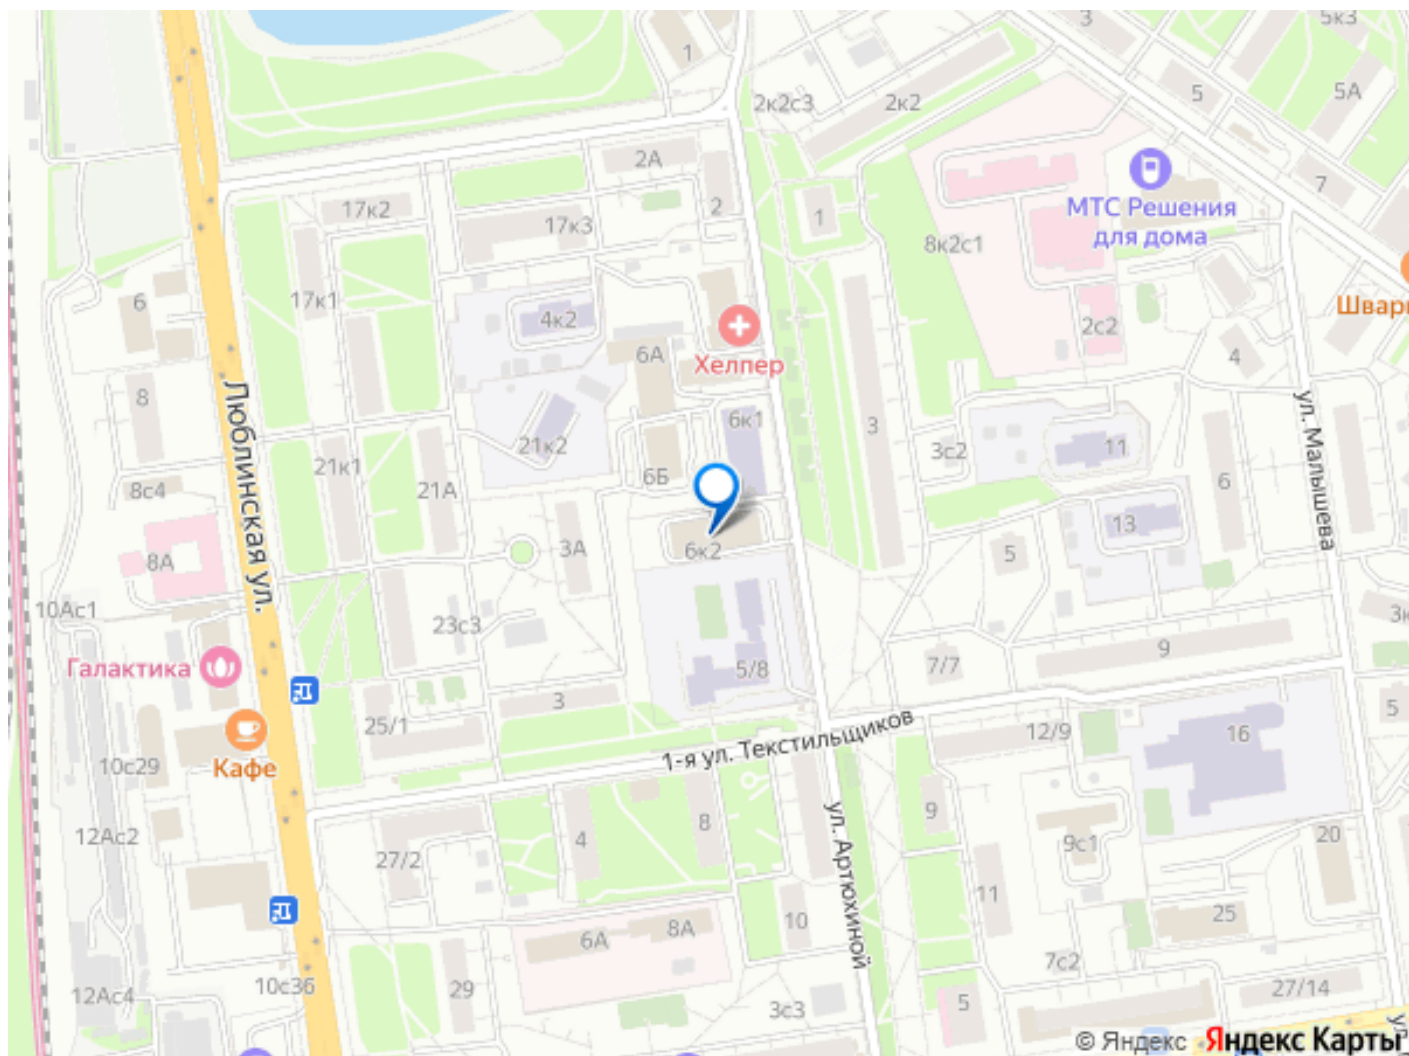 3
5к3
1
5
5А
2к2с3
2к2
2А
7
17к2
2
1
МТС Решения
для дома
17к3
8к2с1
17к1
6
4к2
2с2
Швар
6А
Хелпер
4
8
6к1
ул. Малышева
Люблинская ул.
3
21к1
21к2
3с2
11
6Б
6
8с4
21А
13
3А
6к2
5
8А
10Ас1
23с3
3к
9
Галактика
5/8
7/7
3
5
25/1
1-я ул. Текстильщиков
12/9
16
Кафе
10с29
9
ул. Артюхиной
8
4
12Ас2
9с1
20
27/2
11
25
10
8А
6А
7с2
10с36
29
12Ас4
3с3
5
27/14
у
© Яндекс Яндекс Карты